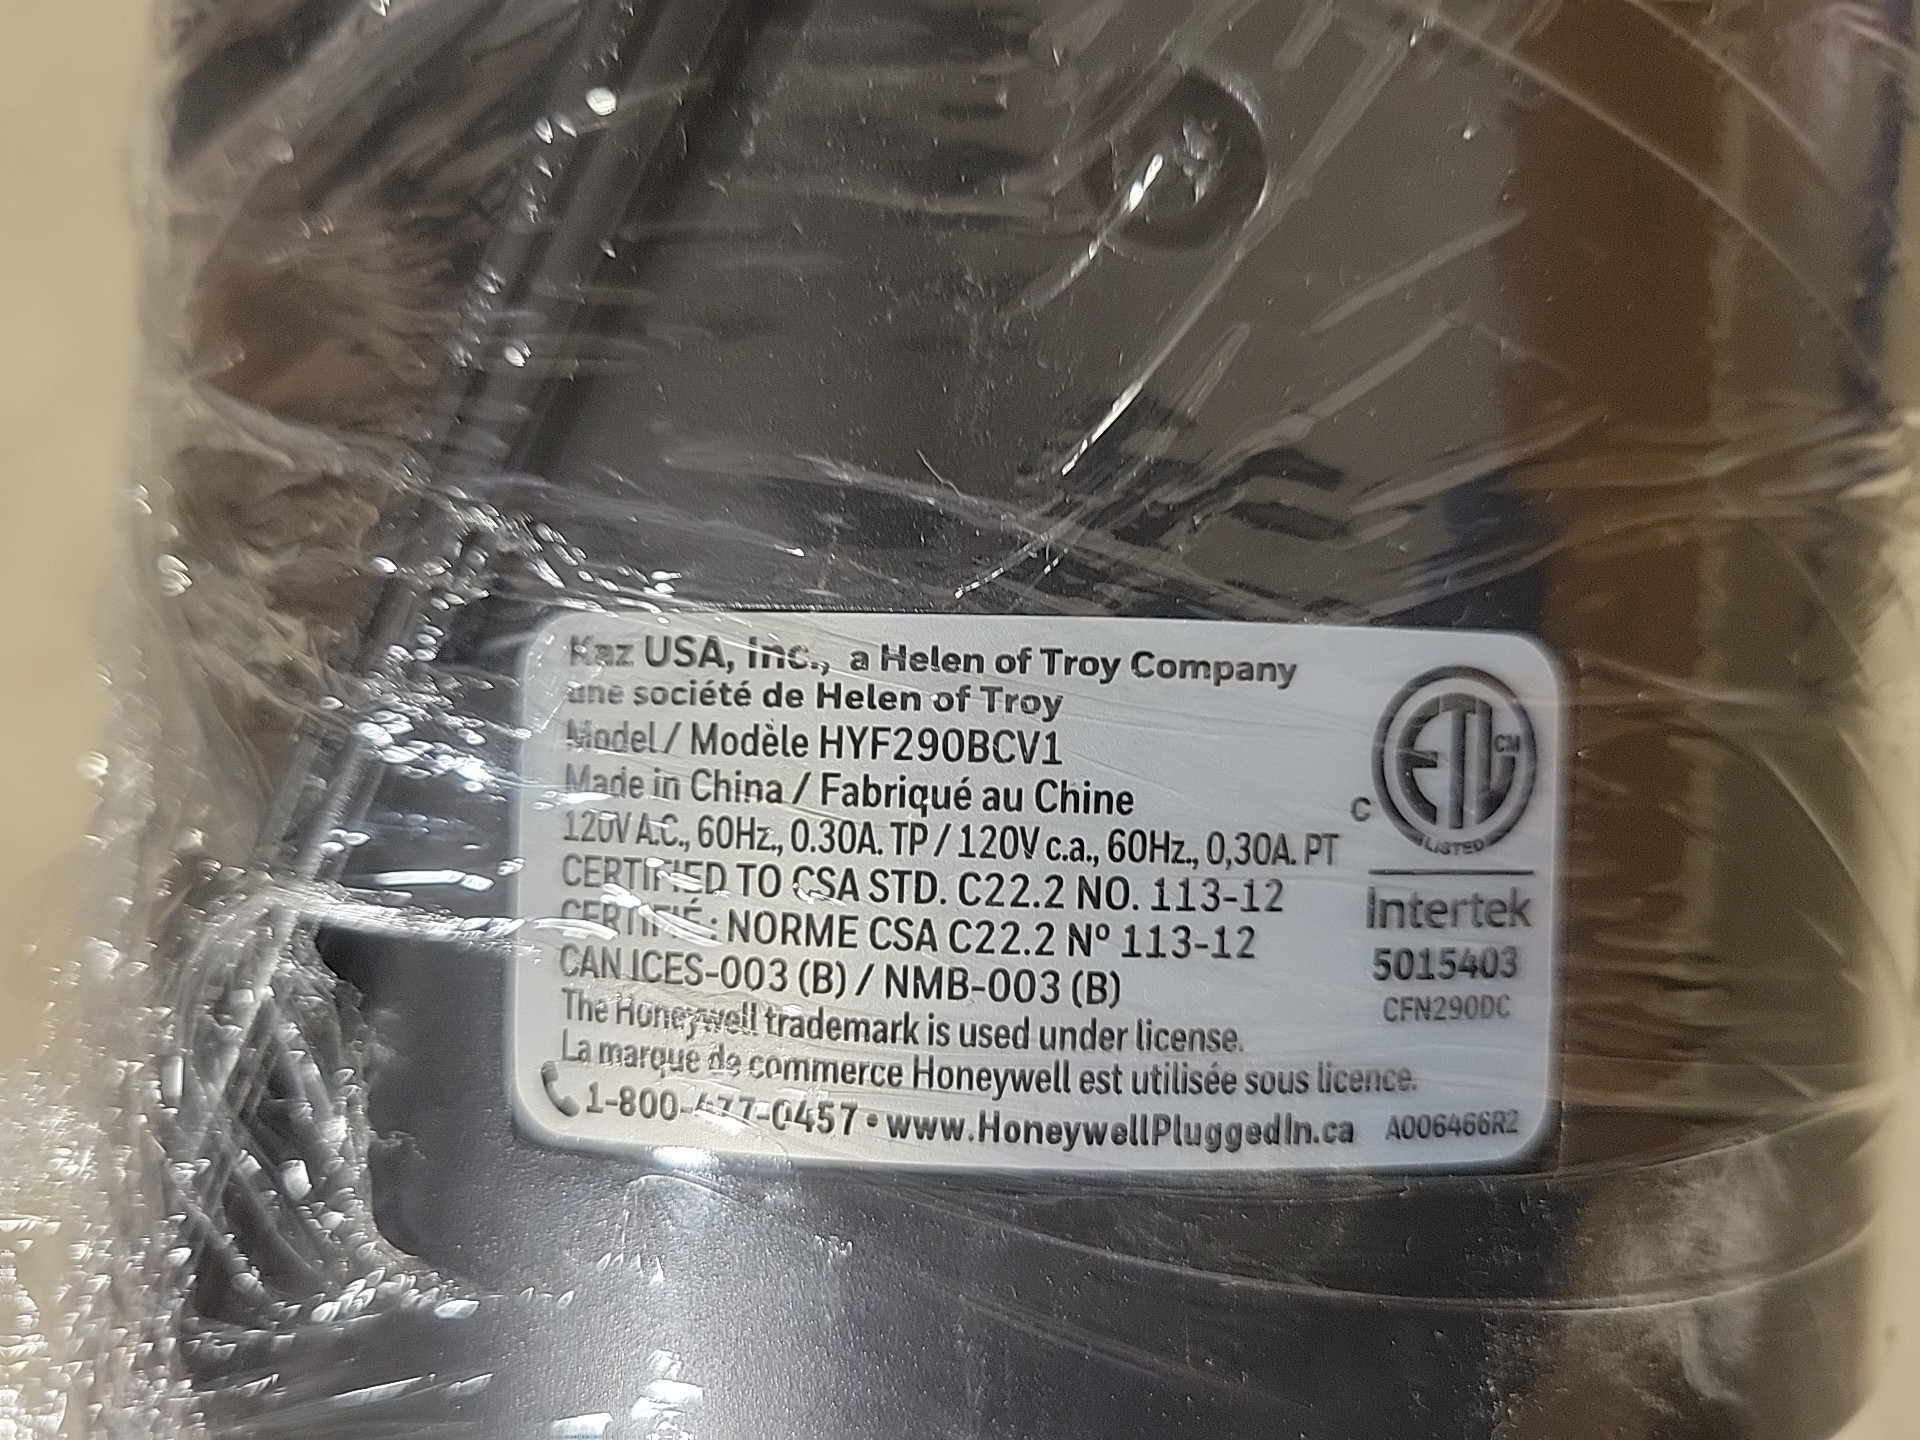 Kaz USA, Inc., a Helen of Troy Company
une société de Helen of Troy
Model / Modèle HYF290BCV1
Made in China / Fabriqué au Chine
120V A.C., 60Hz., 0.30A. TP / 120V c.a., 60Hz., 0,30A. PT
CERTIFIED TO CSA STD. C22.2 NO. 113-12
CERTIFIÉ : NORME CSA C22.2 Nº 113-12
CAN ICES-003 (B) / NMB-003 (B)
The Honeywell trademark is used under license.
La marque de commerce Honeywell est utilisée sous licence.
1-800-477-0457 • www.HoneywellPluggedIn.ca
A006466R2
C ETL CM
LISTED
Intertek
5015403
CFN290DC